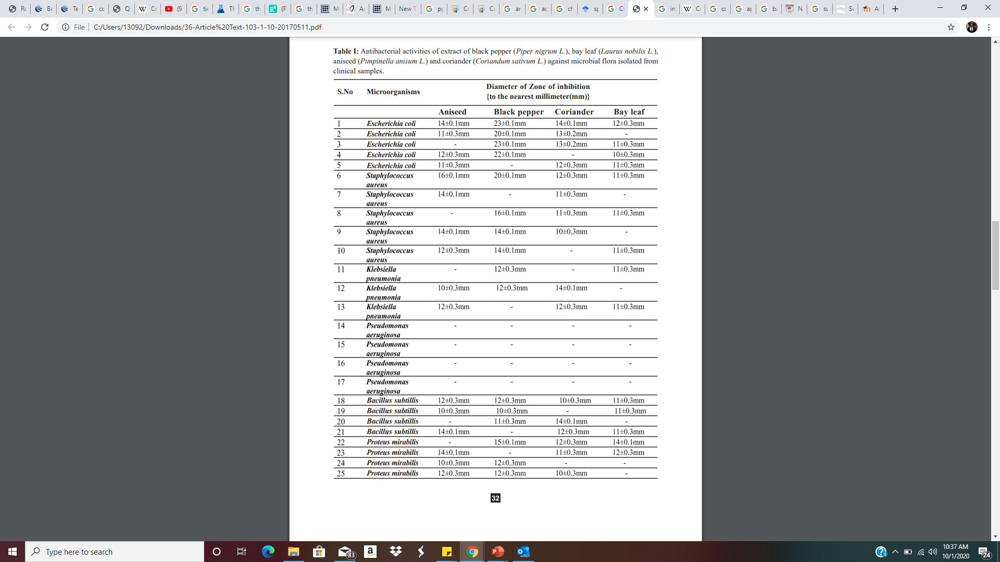 Rc Be Te cc Q Cc (9 tie Tl th (P th M Ar M New T pp Cc Cc ar ac ch sp Cl in Cc cc ap ba N su Su A
File | C:/Users/13092/Downloads/36-Article%20Text-103-1-10-20170511.pdf
Table I: Antibacterial activities of extract of black pepper (Piper nigrum L.), bay leaf (Laurus nobilis L.),
aniseed (Pimpinella anisum L.) and coriander (Coriandum sativum L.) against microbial flora isolated from
clinical samples.
S.No Microorganisms Diameter of Zone of inhibition
{to the nearest millimeter(mm)}
Aniseed Black pepper Coriander Bay leaf
1 Escherichia coli 14±0.1mm 23±0.1mm 14±0.1mm 12±0.3mm
2 Escherichia coli 11±0.3mm 20±0.1mm 13±0.2mm -
3 Escherichia coli - 23±0.1mm 13±0.2mm 11±0.3mm
4 Escherichia coli 12±0.3mm 22±0.1mm - 10±0.3mm
5 Escherichia coli 11±0.3mm - 12±0.3mm 11±0.3mm
6 Staphylococcus 16±0.1mm 20±0.1mm 12±0.3mm 11±0.3mm
aureus
7 Staphylococcus 14±0.1mm - 11±0.3mm -
aureus
8 Staphylococcus - 16±0.1mm 11±0.3mm 11±0.3mm
aureus
9 Staphylococcus 14±0.1mm 14±0.1mm 10±0.3mm -
aureus
10 Staphylococcus 12±0.3mm 14±0.1mm - 11±0.3mm
aureus
11 Klebsiella - 12±0.3mm - 11±0.3mm
pneumonia
12 Klebsiella 10±0.3mm 12±0.3mm 14±0.1mm -
pneumonia
13 Klebsiella 12±0.3mm - 12±0.3mm 11±0.3mm
pneumonia
14 Pseudomonas - - - -
aeruginosa
15 Pseudomonas - - - -
aeruginosa
16 Pseudomonas - - - -
aeruginosa
17 Pseudomonas - - - -
aeruginosa
18 Bacillus subtillis 12±0.3mm 12±0.3mm 10±0.3mm 11±0.3mm
19 Bacillus subtillis 10±0.3mm 10±0.3mm - 11±0.3mm
20 Bacillus subtillis - 11±0.3mm 14±0.1mm -
21 Bacillus subtillis 14±0.1mm - 12±0.3mm 11±0.3mm
22 Proteus mirabilis - 15±0.1mm 12±0.3mm 14±0.1mm
23 Proteus mirabilis 14±0.1mm - 11±0.3mm 12±0.3mm
24 Proteus mirabilis 10±0.3mm 12±0.3mm - -
25 Proteus mirabilis 12±0.3mm 12±0.3mm 10±0.3mm -
32
Type here to search
33
10:37 AM
10/1/2020
24